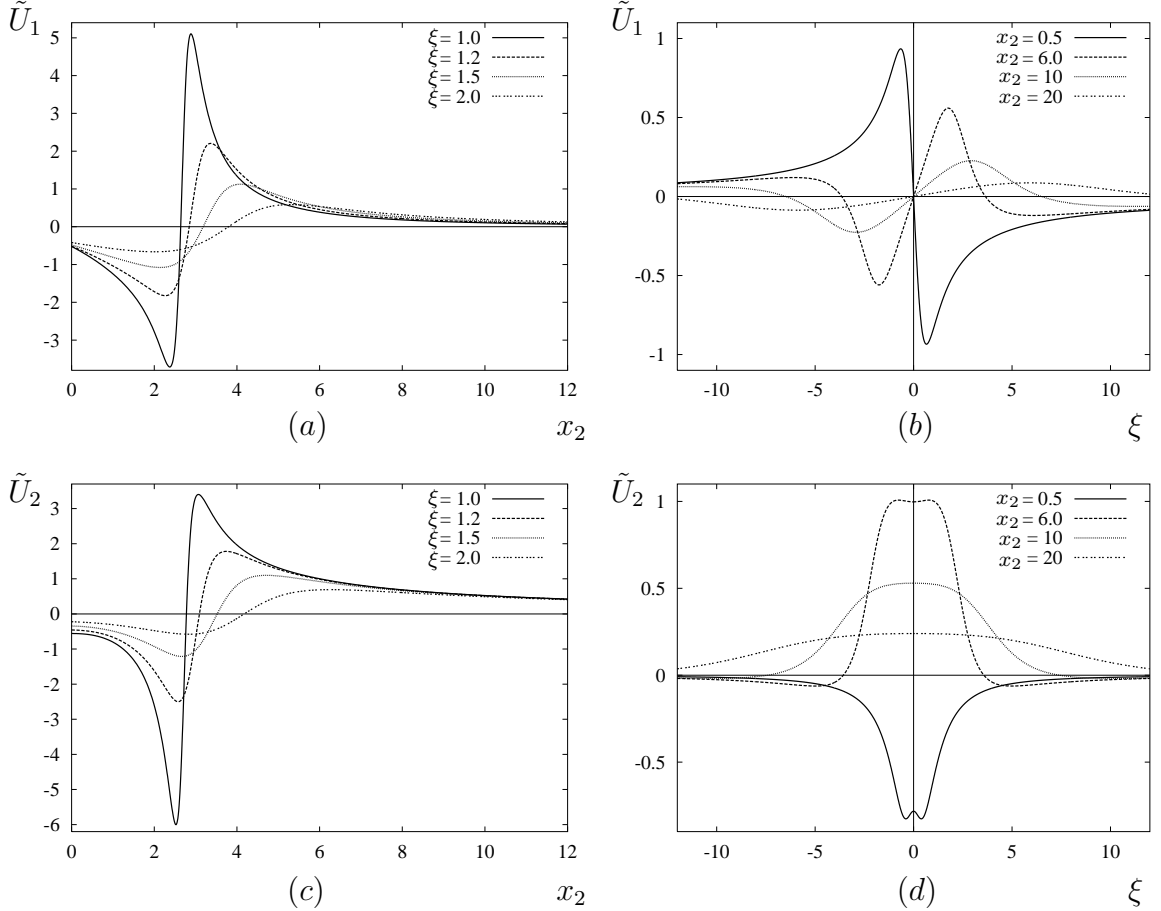 Ũ₁
5
4
3
2
1
0
-1
-2
-3
0 2 4 6 8 10 12
ξ = 1.0
ξ = 1.2
ξ = 1.5
ξ = 2.0
(a) x₂
Ũ₁
1
0.5
0
-0.5
-1
-10 -5 0 5 10
x₂ = 0.5
x₂ = 6.0
x₂ = 10
x₂ = 20
(b) ξ
Ũ₂
3
2
1
0
-1
-2
-3
-4
-5
-6
0 2 4 6 8 10 12
ξ = 1.0
ξ = 1.2
ξ = 1.5
ξ = 2.0
(c) x₂
Ũ₂
1
0.5
0
-0.5
-10 -5 0 5 10
x₂ = 0.5
x₂ = 6.0
x₂ = 10
x₂ = 20
(d) ξ